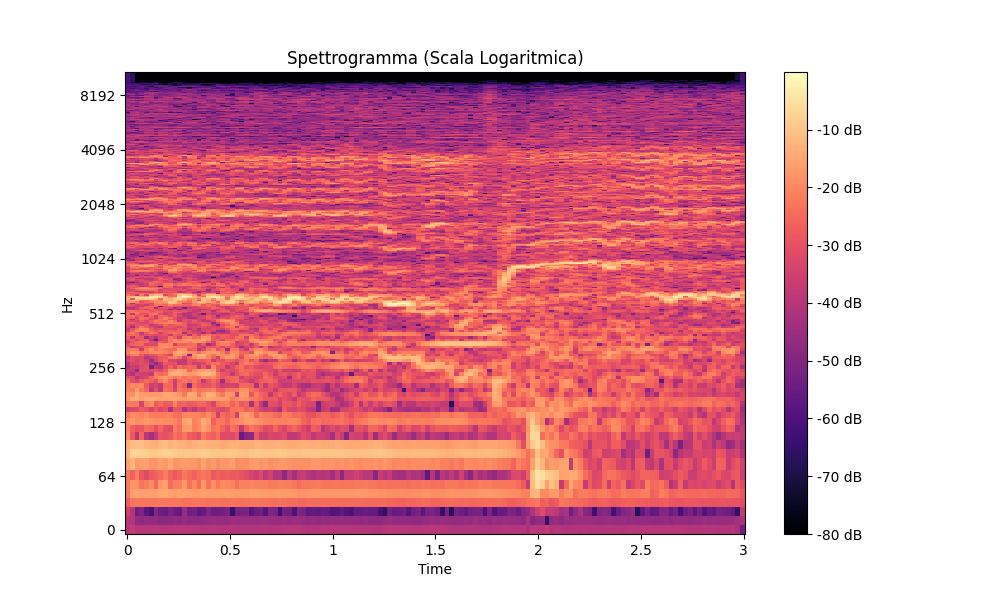 Spettrogramma (Scala Logaritmica)
8192
4096
2048
1024
512
256
128
64
0
Hz
0
0.5
1
1.5
2
2.5
3
Time
-10 dB
-20 dB
-30 dB
-40 dB
-50 dB
-60 dB
-70 dB
-80 dB